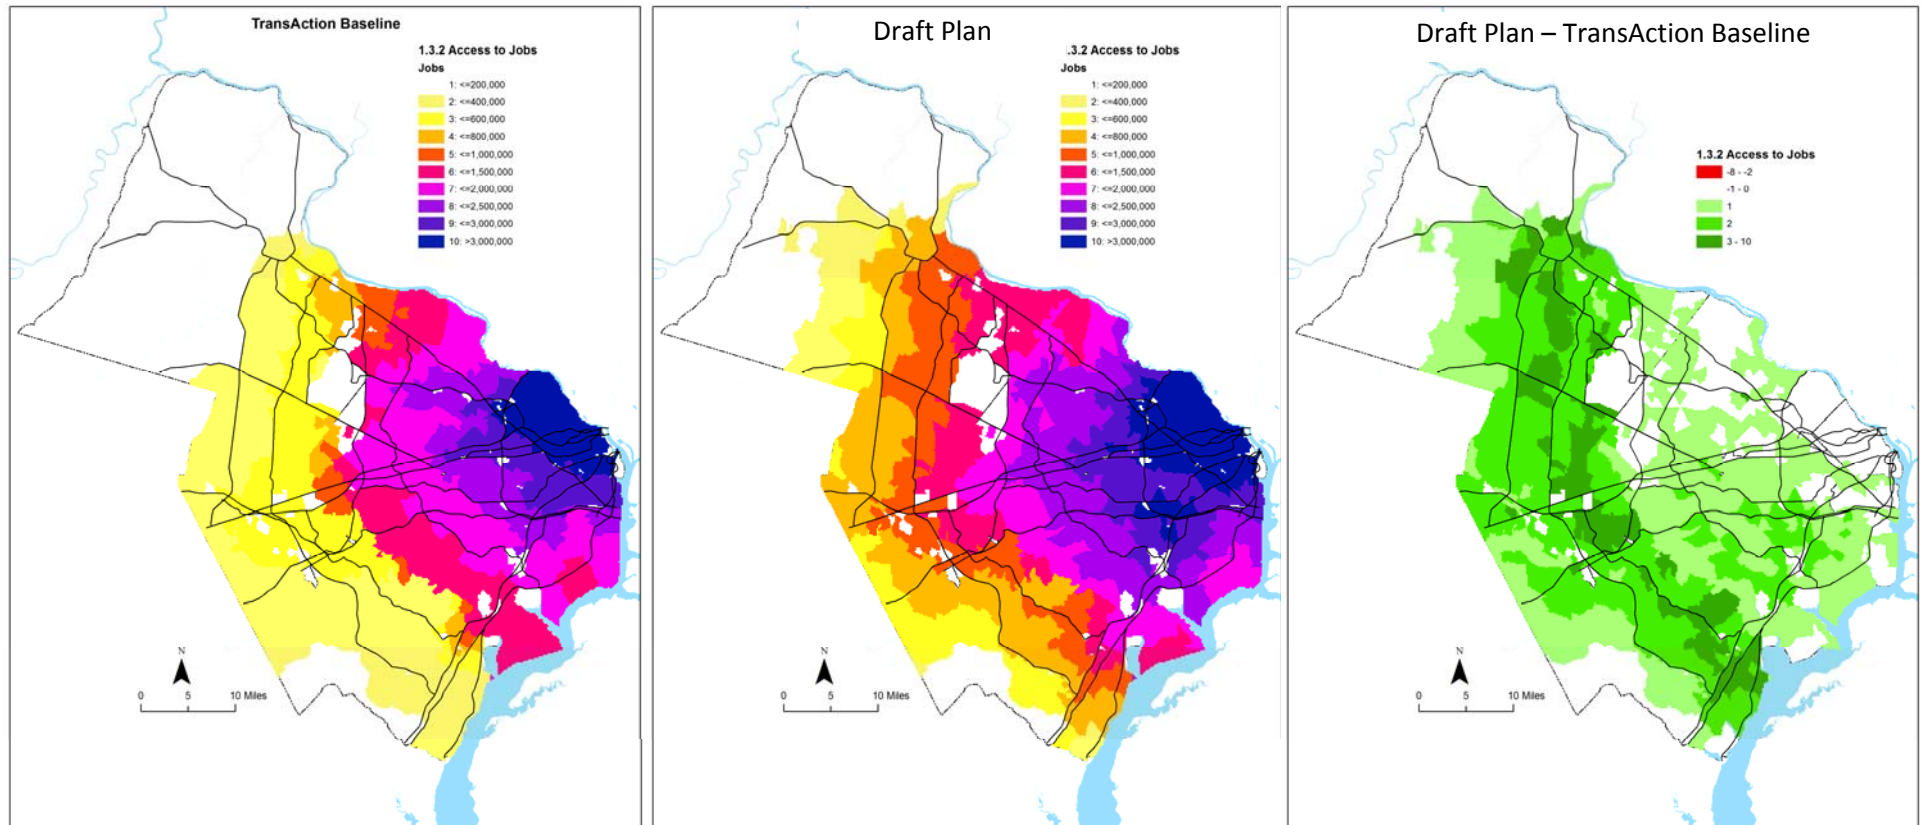 TransAction Baseline
1.3.2 Access to Jobs
Jobs
1: <=200,000
2: <=400,000
3: <=600,000
4: <=800,000
5: <=1,000,000
6: <=1,500,000
7: <=2,000,000
8: <=2,500,000
9: <=3,000,000
10: >3,000,000
N
0 5 10 Miles
Draft Plan
.3.2 Access to Jobs
Jobs
1: <=200,000
2: <=400,000
3: <=600,000
4: <=800,000
5: <=1,000,000
6: <=1,500,000
7: <=2,000,000
8: <=2,500,000
9: <=3,000,000
10: >3,000,000
N
0 5 10 Miles
Draft Plan – TransAction Baseline
1.3.2 Access to Jobs
-8 - -2
-1 - 0
1
2
3 - 10
N
0 5 10 Miles